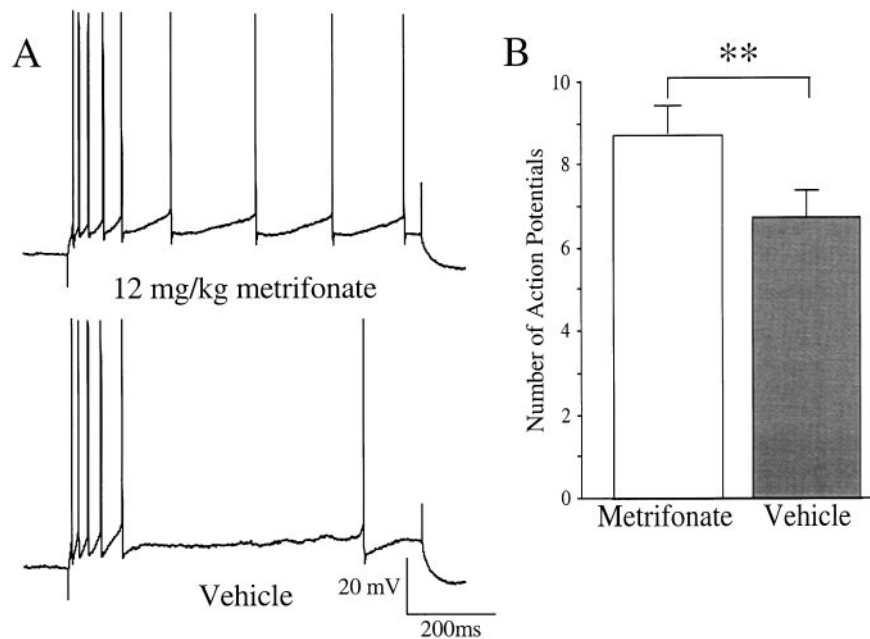 A
12 mg/kg metrifonate
Vehicle
20 mV
200ms
B
**
Number of Action Potentials
10
8
6
4
2
0
Metrifonate
Vehicle